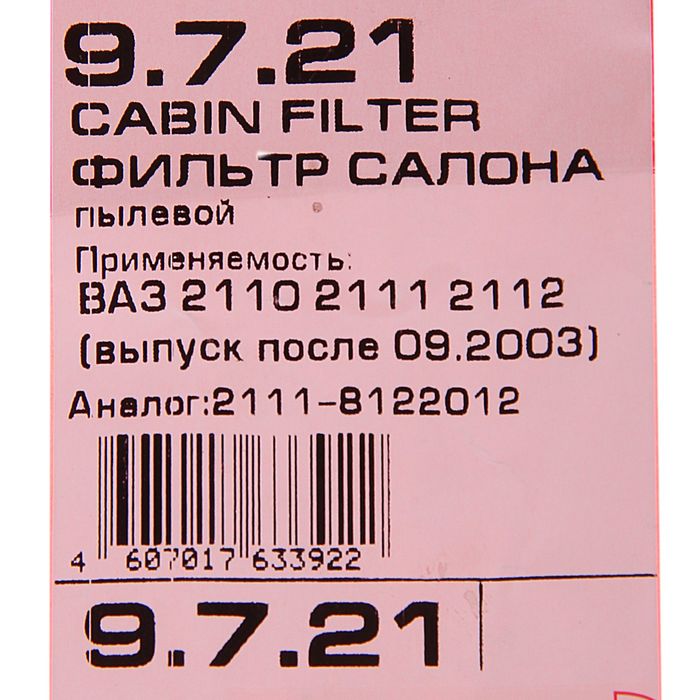 9.7.21
CABIN FILTER
ФИЛЬТР САЛОНА
пылевой
Применяемость:
ВАЗ 2110 2111 2112
(выпуск после 09.2003)
Аналог:2111-8122012
4 607017 633922
9.7.21